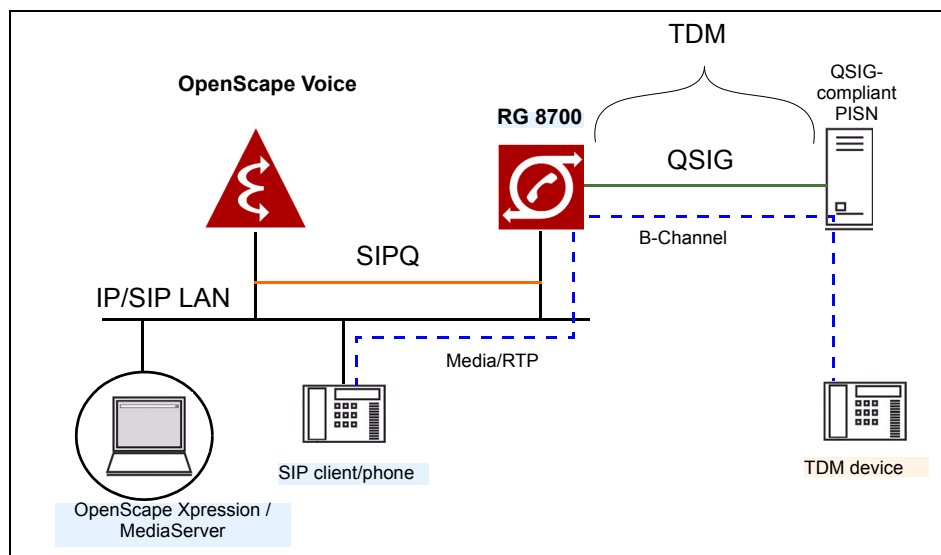 TDM
OpenScape Voice
QSIG-
compliant
PISN
RG 8700
QSIG
B-Channel
SIPQ
IP/SIP LAN
Media/RTP
SIP client/phone
TDM device
OpenScape Xpression /
MediaServer